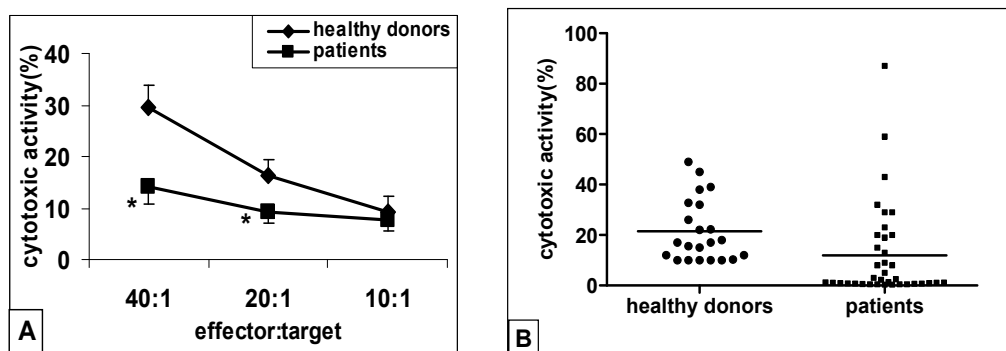 healthy donors
patients
cytotoxic activity(%)
40
30
20
10
0
*
*
40:1 20:1 10:1
effector:target
A
cytotoxic activity(%)
100
80
60
40
20
0
healthy donors patients
B